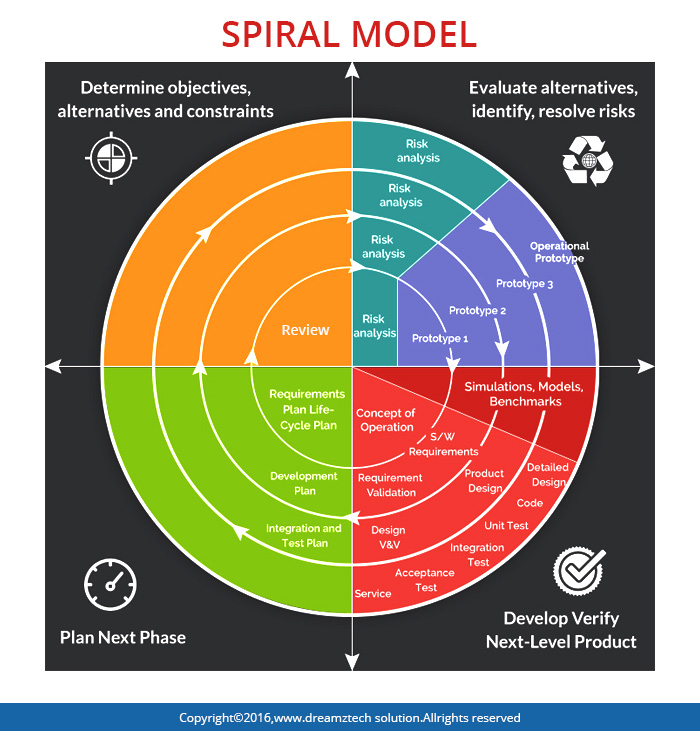 SPIRAL MODEL
Determine objectives,
alternatives and constraints
Evaluate alternatives,
identify, resolve risks
Risk
analysis
Risk
analysis
Risk
analysis
Risk
analysis
Operational
Prototype
Prototype 3
Prototype 2
Prototype 1
Review
Requirements
Plan Life-
Cycle Plan
Development
Plan
Integration and
Test Plan
Simulations, Models,
Benchmarks
Concept of
Operation
S/W
Requirements
Requirement
Validation
Product
Design
Detailed
Design
Code
Unit Test
Design
V&V
Integration
Test
Acceptance
Test
Service
Plan Next Phase
Develop Verify
Next-Level Product
Copyright©2016,www.dreamztech solution.Allrights reserved